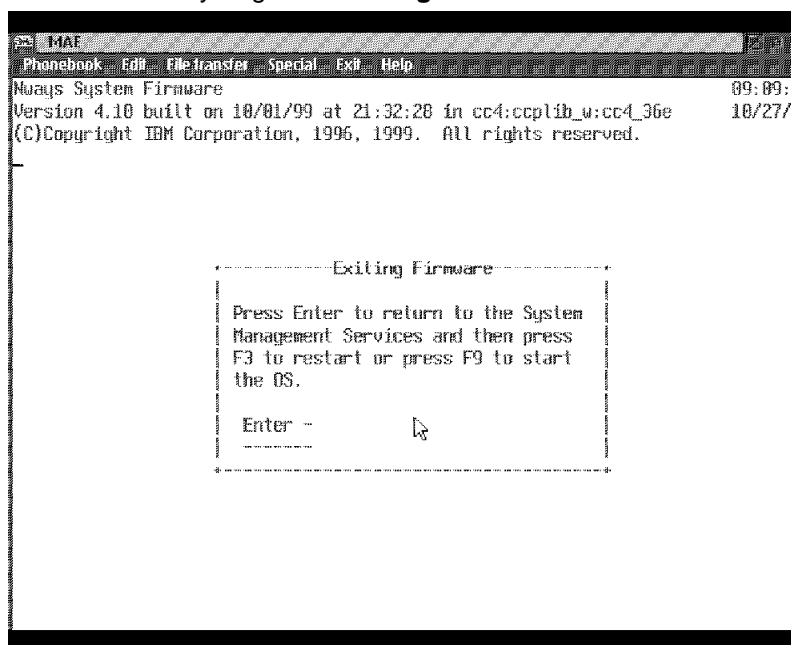 MAE
Phonebook Edit File transfer Special Exit Help
Nways System Firmware 09:09:
Version 4.10 built on 10/01/99 at 21:32:28 in cc4:ccplib_w:cc4_36e 10/27/
(C)Copyright IBM Corporation, 1996, 1999. All rights reserved.
Exiting Firmware
Press Enter to return to the System
Management Services and then press
F3 to restart or press F9 to start
the OS.
Enter -